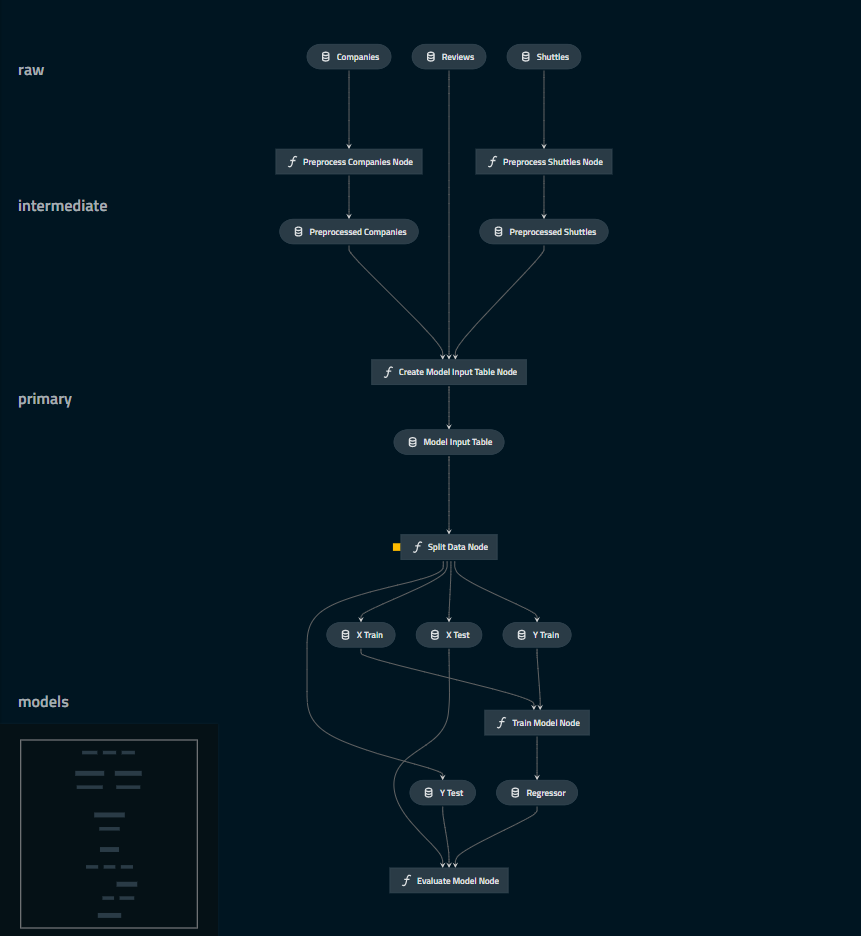 Companies
Reviews
Shuttles
raw
Preprocess Companies Node
Preprocess Shuttles Node
intermediate
Preprocessed Companies
Preprocessed Shuttles
Create Model Input Table Node
primary
Model Input Table
Split Data Node
X Train
X Test
Y Train
models
Train Model Node
Y Test
Regressor
Evaluate Model Node